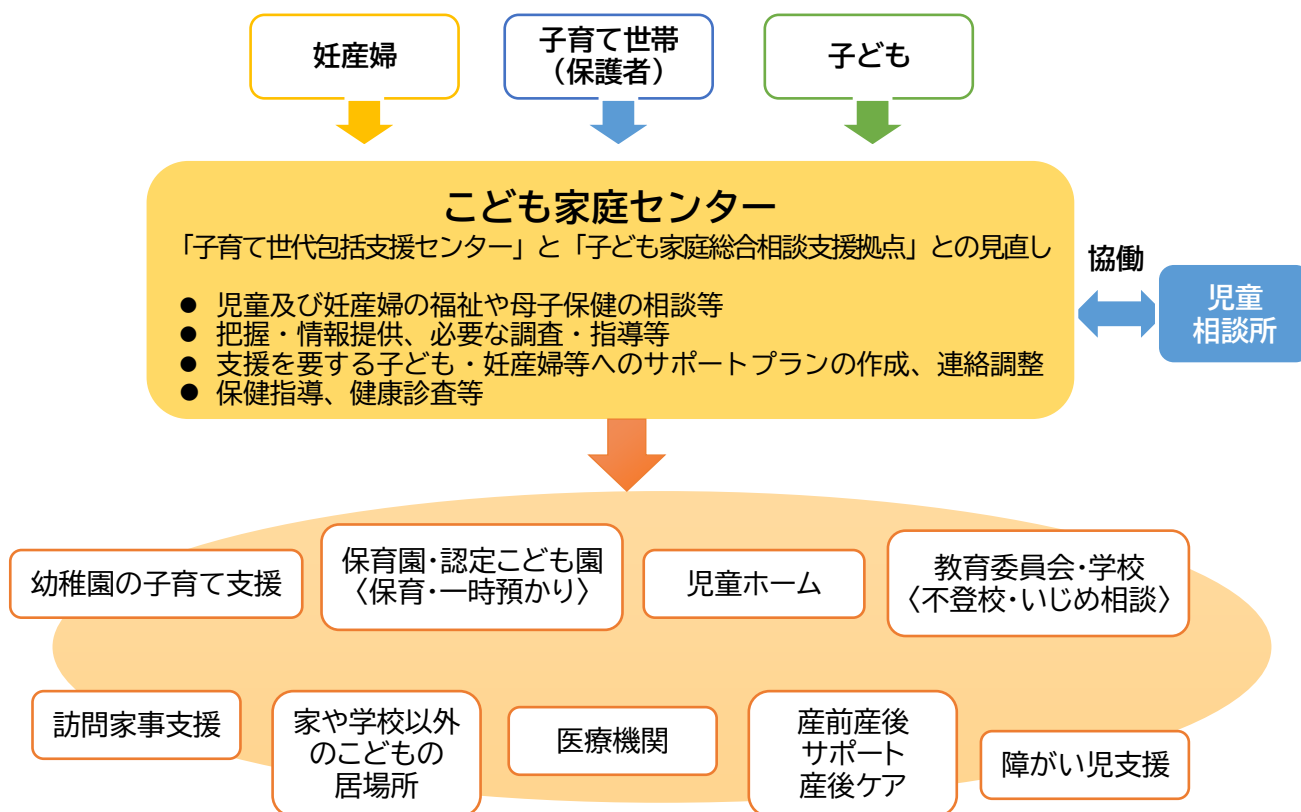 妊産婦
子育て世帯
（保護者）
子ども
こども家庭センター
「子育て世代包括支援センター」と「子ども家庭総合相談支援拠点」との見直し
● 児童及び妊産婦の福祉や母子保健の相談等
● 把握・情報提供、必要な調査・指導等
● 支援を要する子ども・妊産婦等へのサポートプランの作成、連絡調整
● 保健指導、健康診査等
協働
児童
相談所
幼稚園の子育て支援
保育園・認定こども園
〈保育・一時預かり〉
児童ホーム
教育委員会・学校
〈不登校・いじめ相談〉
訪問家事支援
家や学校以外
のこどもの
居場所
医療機関
産前産後
サポート
産後ケア
障がい児支援